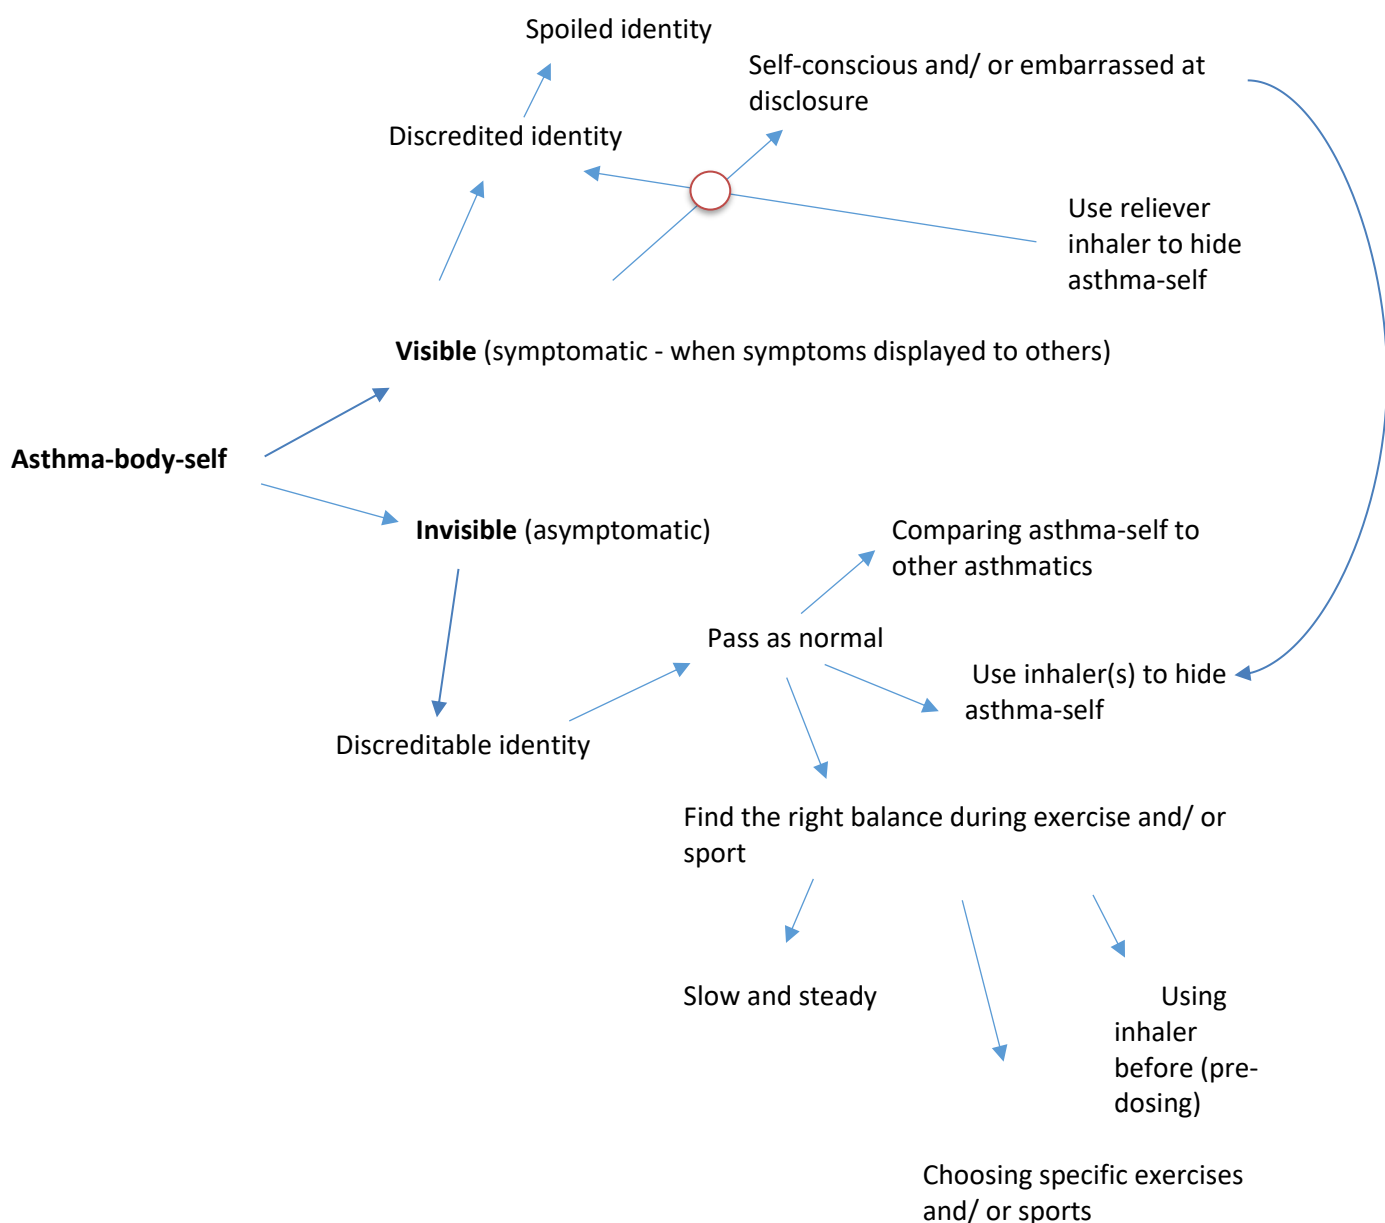 Spoiled identity
Self-conscious and/ or embarrassed at
disclosure
Discredited identity
Use reliever
inhaler to hide
asthma-self
Visible (symptomatic - when symptoms displayed to others)
Asthma-body-self
Invisible (asymptomatic)
Comparing asthma-self to
other asthmatics
Pass as normal
Use inhaler(s) to hide
asthma-self
Discreditable identity
Find the right balance during exercise and/ or
sport
Slow and steady
Using
inhaler
before (pre-
dosing)
Choosing specific exercises
and/ or sports